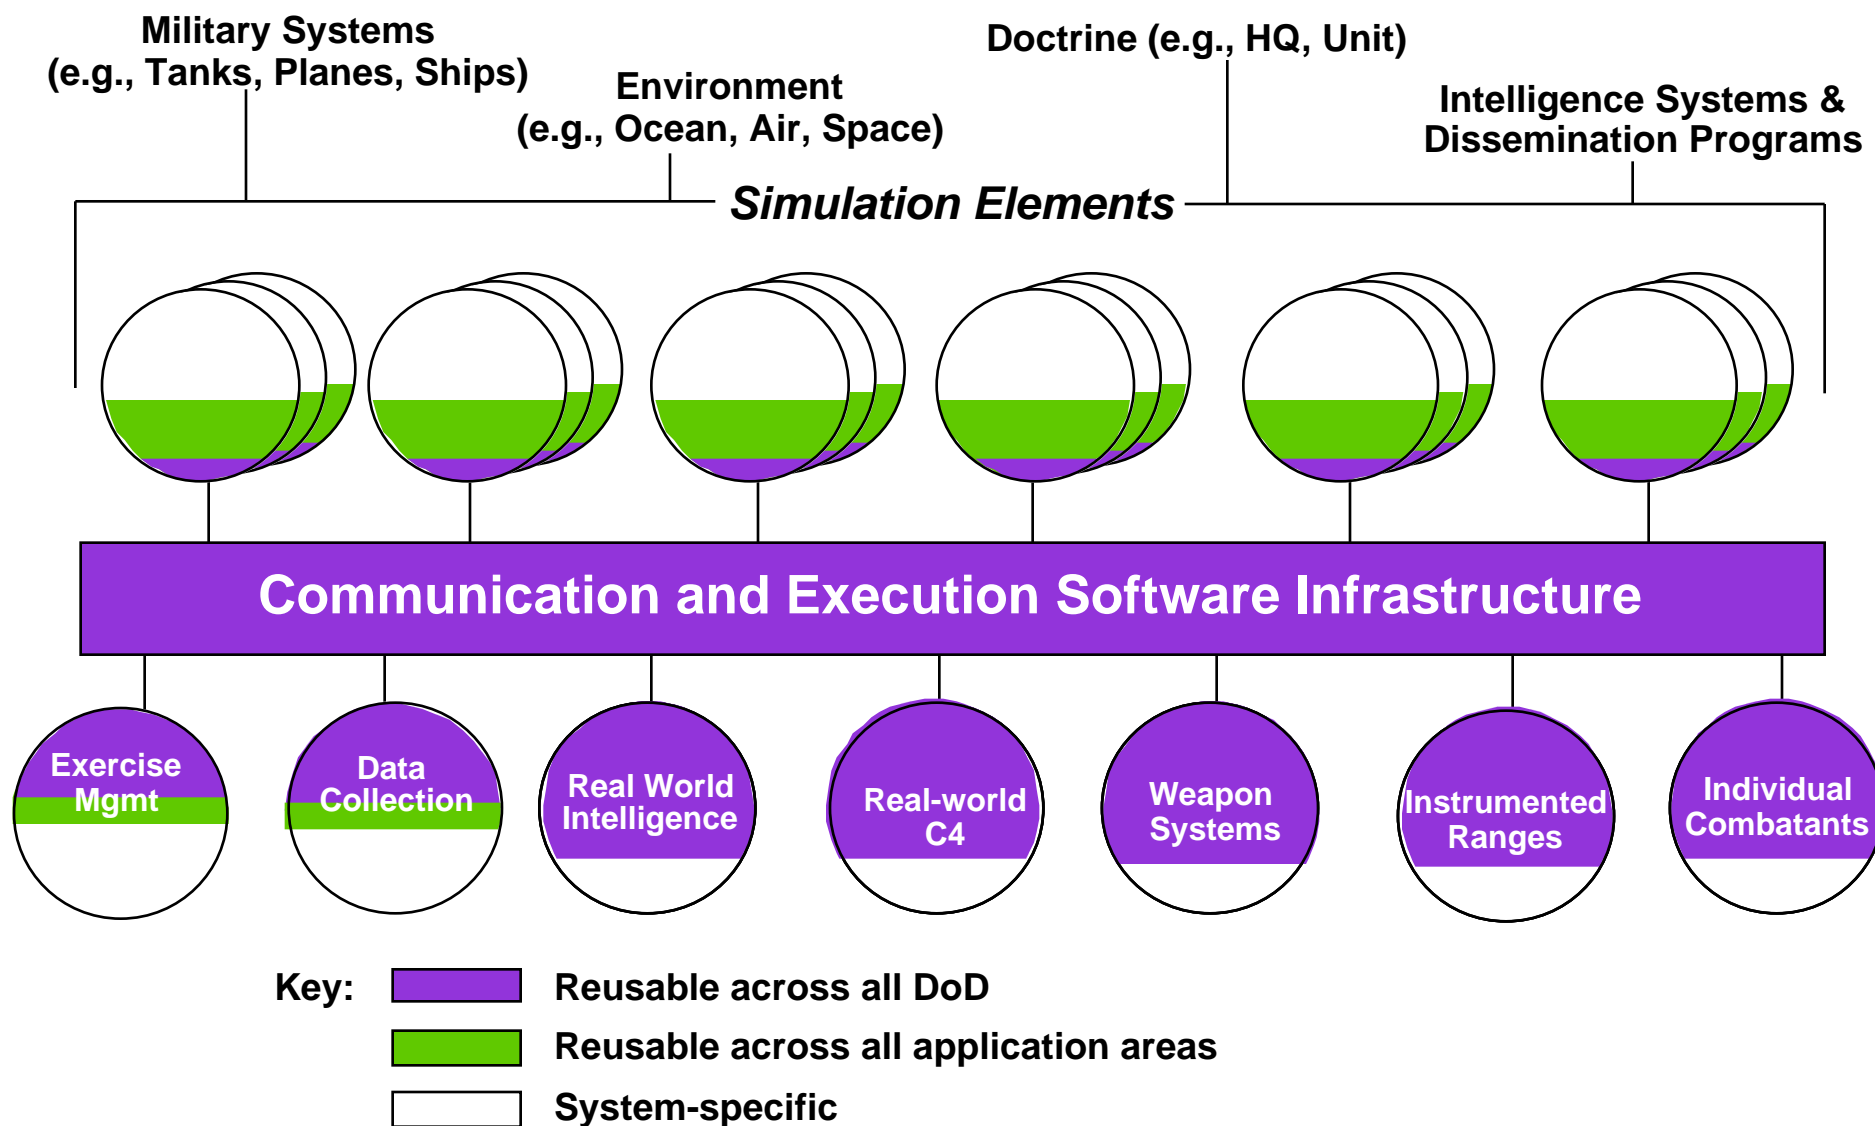 Military Systems
(e.g., Tanks, Planes, Ships)
Environment
(e.g., Ocean, Air, Space)
Doctrine (e.g., HQ, Unit)
Intelligence Systems &
Dissemination Programs
Simulation Elements
Communication and Execution Software Infrastructure
Exercise
Mgmt
Data
Collection
Real World
Intelligence
Real-world
C4
Weapon
Systems
Instrumented
Ranges
Individual
Combatants
Key:
Reusable across all DoD
Reusable across all application areas
System-specific